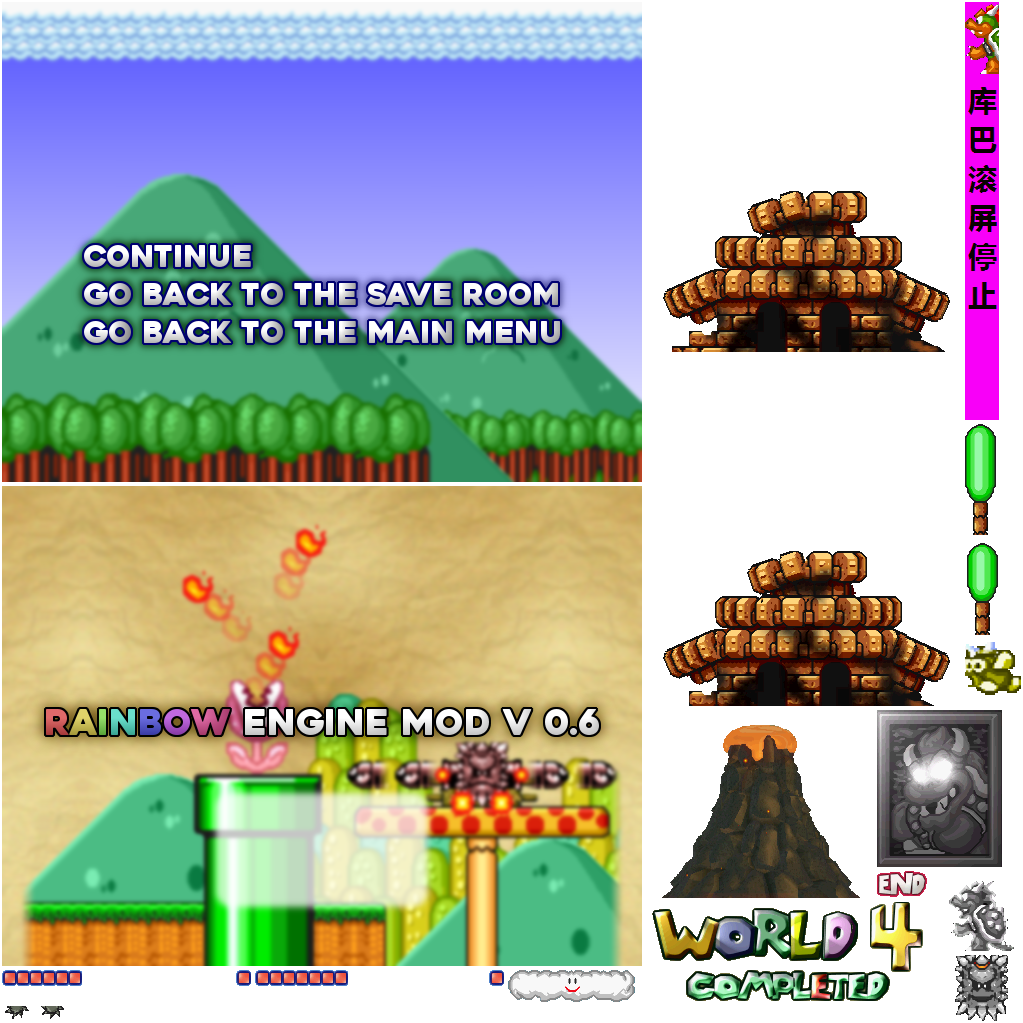 CONTINUE
GO BACK TO THE SAVE ROOM
GO BACK TO THE MAIN MENU
库巴滚屏停止
RAINBOW ENGINE MOD V 0.6
END
WORLD 4
COMPLETED